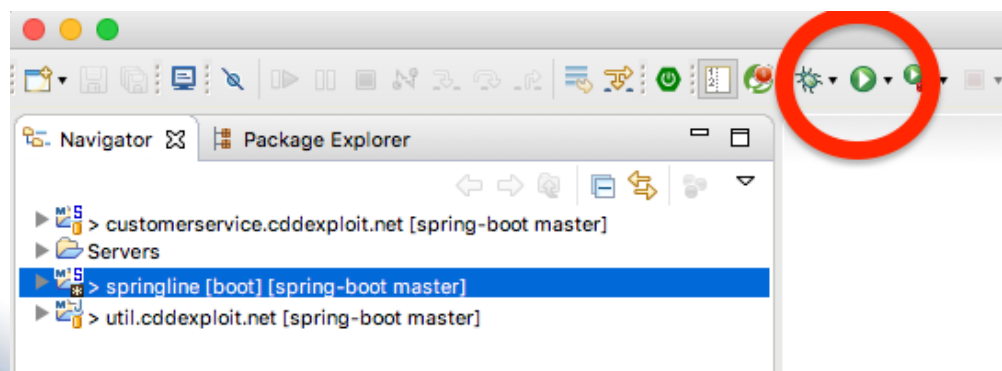 Navigator Package Explorer
> customerservice.cddexploit.net [spring-boot master]
Servers
> springline [boot] [spring-boot master]
> util.cddexploit.net [spring-boot master]